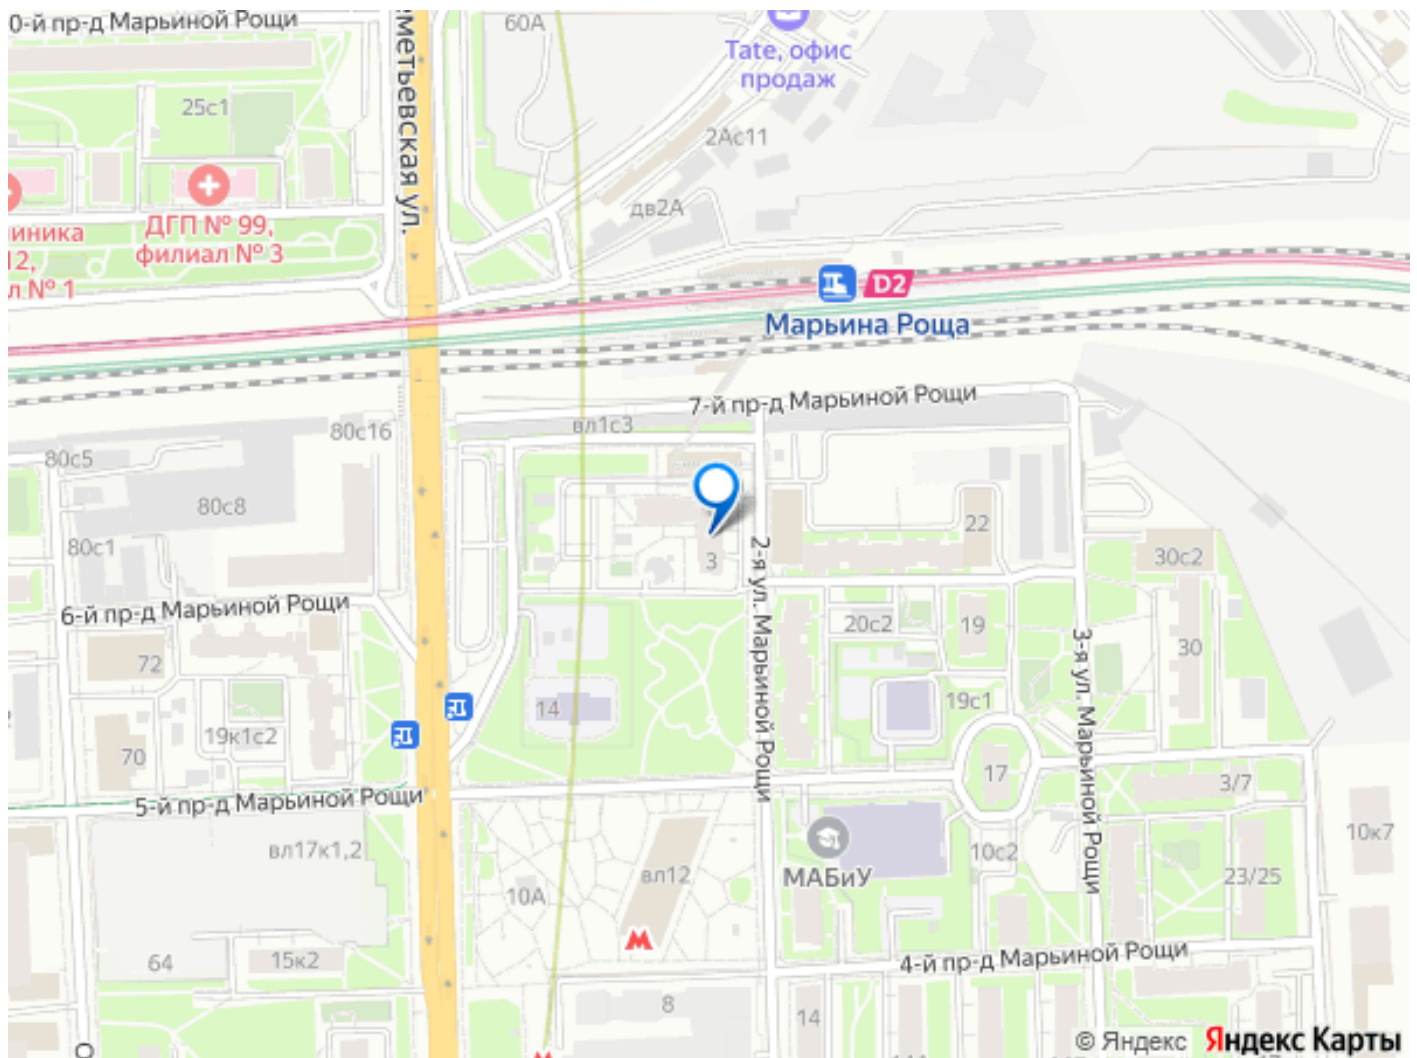 0-й пр-д Марьиной Рощи
60А
Tate, офис
продаж
25с1
еметьевская ул.
2Ас11
дв2А
ДГП № 99,
филиал № 3
иника
12,
л № 1
D2
Марьина Роща
7-й пр-д Марьиной Рощи
вл1с3
80с16
80с5
80с8
80с1
22
3
30с2
2-я ул. Марьиной Рощи
6-й пр-д Марьиной Рощи
20с2
19
3-я ул. Марьиной Рощи
30
72
19с1
14
19к1с2
70
17
3/7
5-й пр-д Марьиной Рощи
10к7
вл17к1,2
10с2
МАБиУ
вл12
23/25
10А
64
15к2
4-й пр-д Марьиной Рощи
8
14
© Яндекс Яндекс Карты